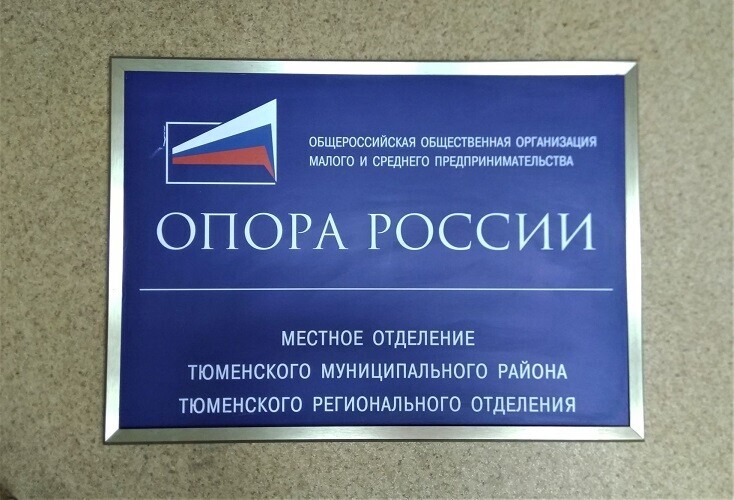 ОБЩЕРОССИЙСКАЯ ОБЩЕСТВЕННАЯ ОРГАНИЗАЦИЯ
МАЛОГО И СРЕДНЕГО ПРЕДПРИНИМАТЕЛЬСТВА
ОПОРА РОССИИ
МЕСТНОЕ ОТДЕЛЕНИЕ
ТЮМЕНСКОГО МУНИЦИПАЛЬНОГО РАЙОНА
ТЮМЕНСКОГО РЕГИОНАЛЬНОГО ОТДЕЛЕНИЯ